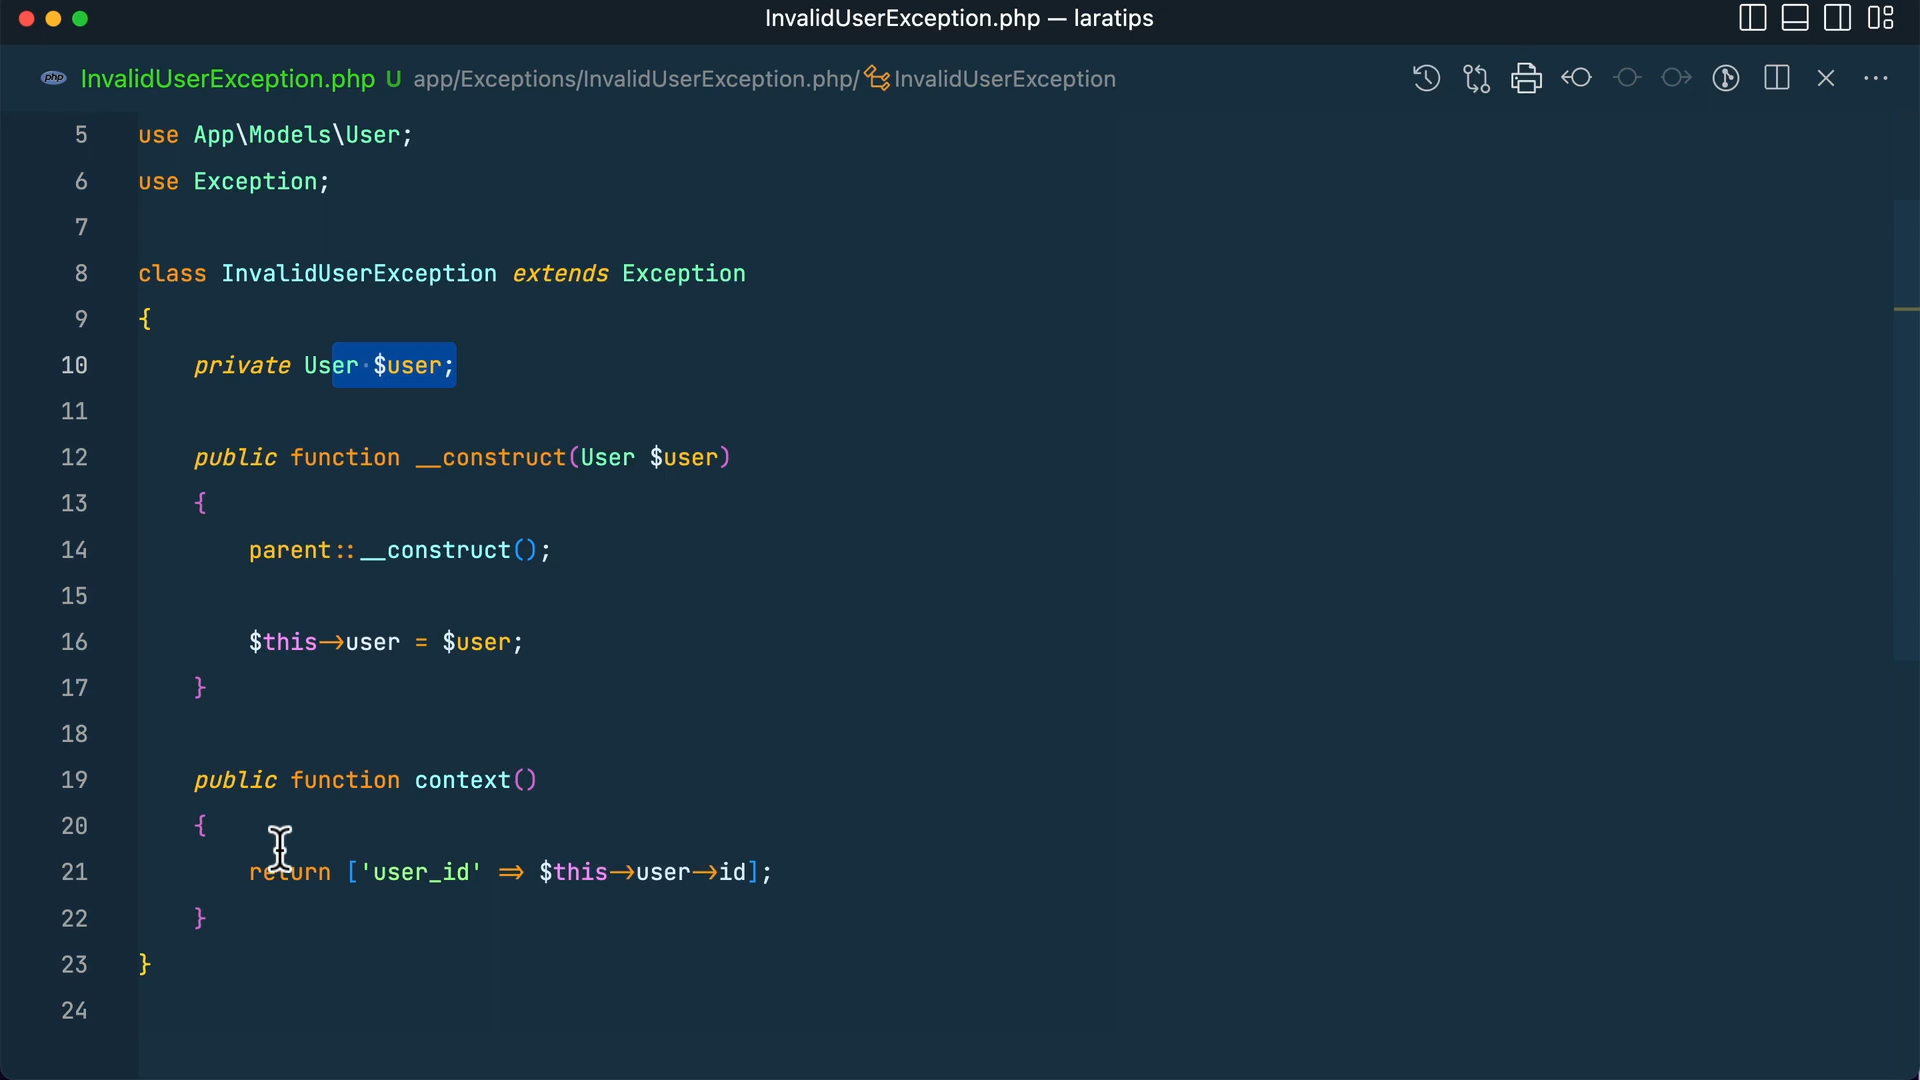 InvalidUserException.php — laratips
php InvalidUserException.php U app/Exceptions/InvalidUserException.php/ InvalidUserException
5 use App\Models\User;
6 use Exception;
7
8 class InvalidUserException extends Exception
9 {
10 private User $user;
11
12 public function __construct(User $user)
13 {
14 parent::__construct();
15
16 $this->user = $user;
17 }
18
19 public function context()
20 {
21 return ['user_id' => $this->user->id];
22 }
23 }
24